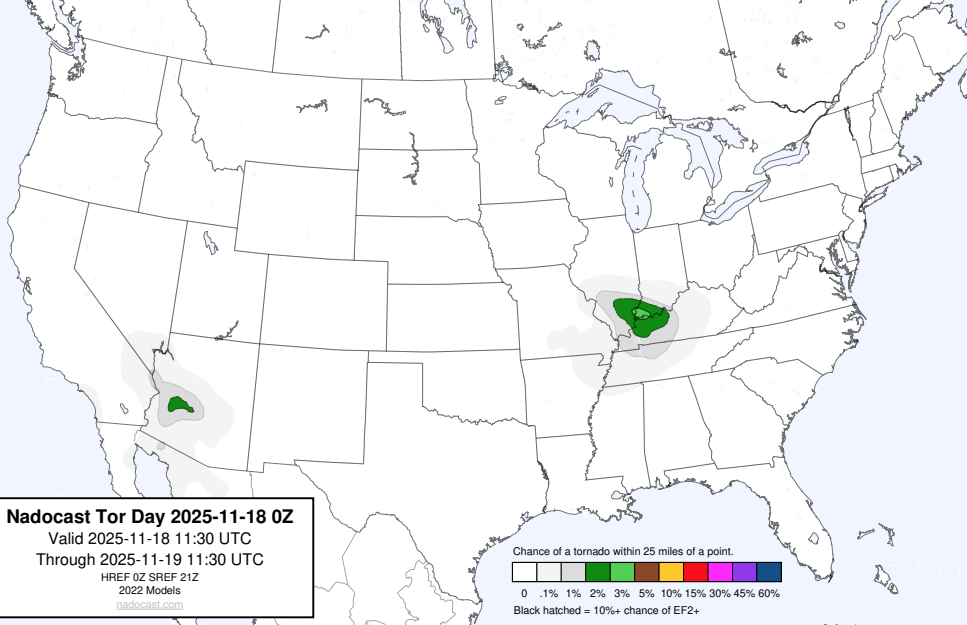 Nadocast Tor Day 2025-11-18 0Z
Valid 2025-11-18 11:30 UTC
Through 2025-11-19 11:30 UTC
HREF 0Z SREF 21Z
2022 Models
nadocast.com
Chance of a tornado within 25 miles of a point.
0 .1% 1% 2% 3% 5% 10% 15% 30% 45% 60%
Black hatched = 10%+ chance of EF2+